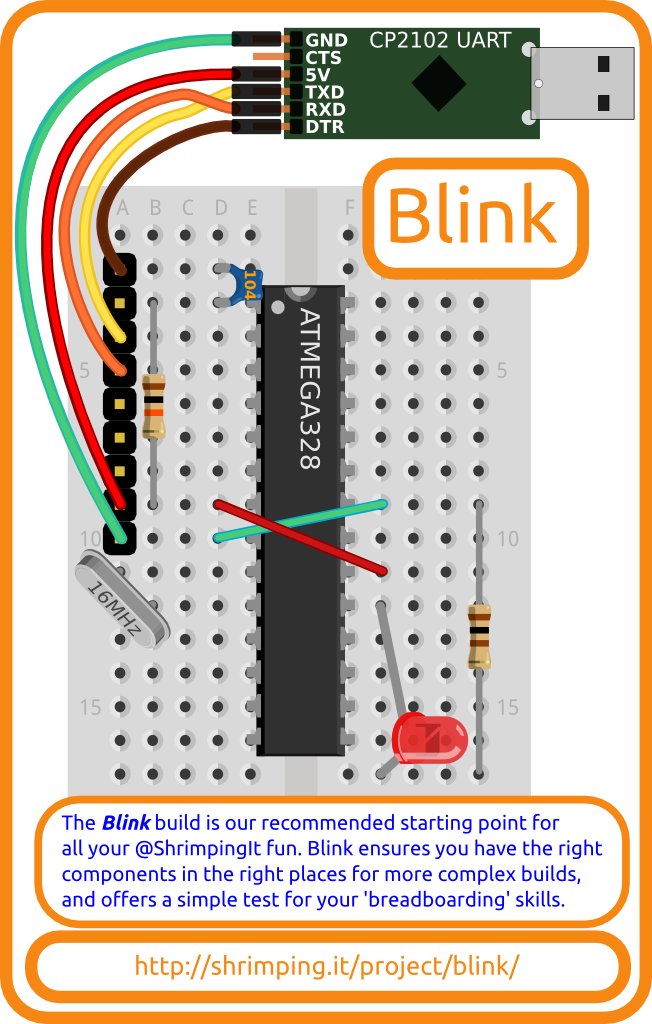 GND
CTS
5V
TXD
RXD
DTR
CP2102 UART
Blink
A B C D E F
104
ATMEGA328
5 5
10 10
16MHz
15 15
The Blink build is our recommended starting point for
all your @ShrimpingIt fun. Blink ensures you have the right
components in the right places for more complex builds,
and offers a simple test for your 'breadboarding' skills.
http://shrimping.it/project/blink/